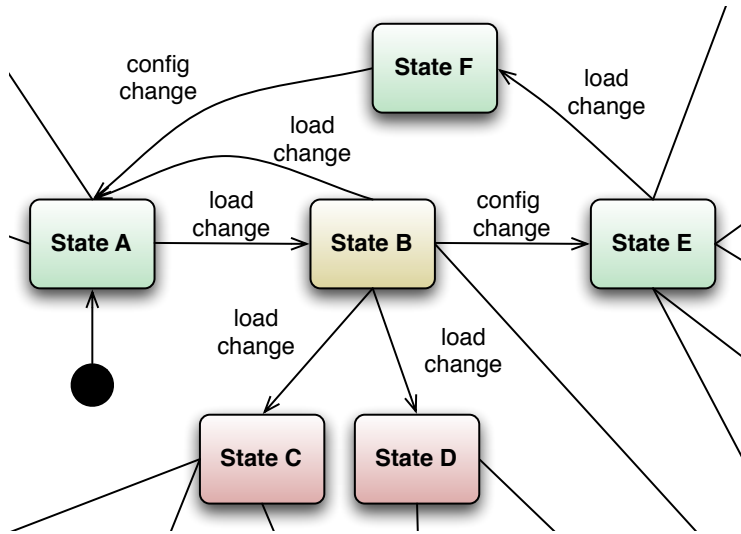 State F
config
change
load
change
load
change
State A
load
change
State B
config
change
State E
load
change
load
change
State C
State D